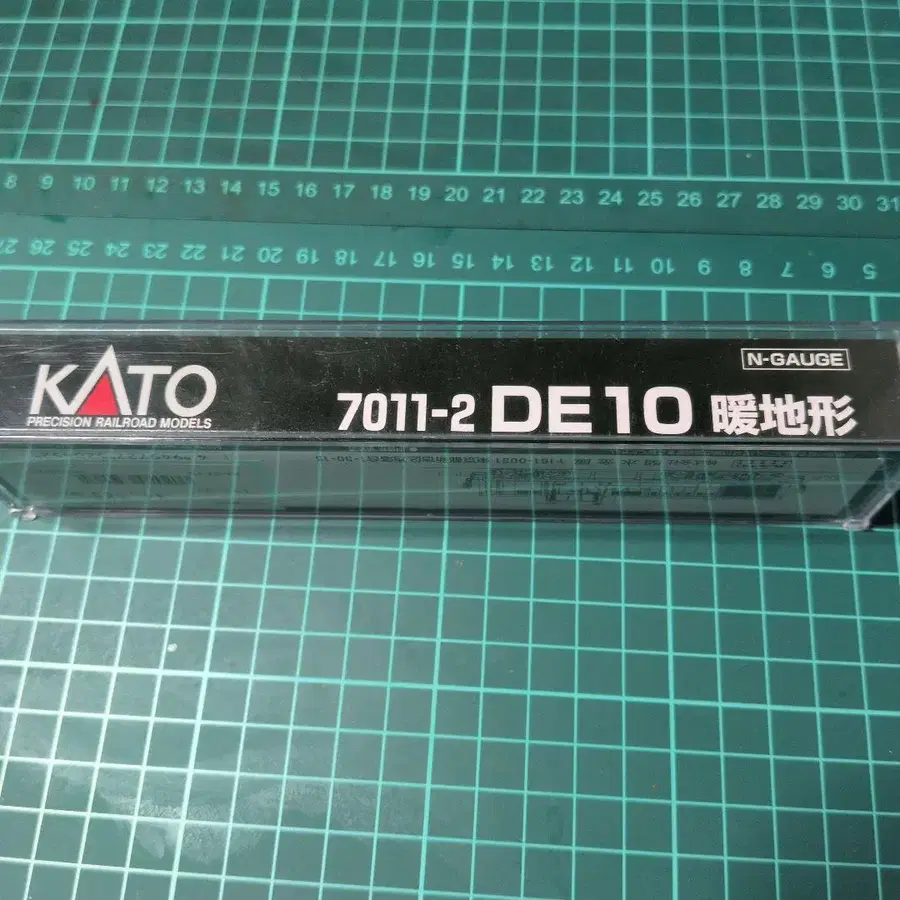 8 9 10 11 12 13 14 15 16 17 18 19 20 21 22 23 24 25 26 27 28 29 30 31
26 25 24 23 22 21 20 19 18 17 16 15 14 13 12 11 10 9 8 7 6 5
N-GAUGE
KATO
PRECISION RAILROAD MODELS
7011-2 DE10 暖地形